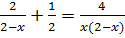 2/(2−x) + 1/2 = 4/(x(2−x))